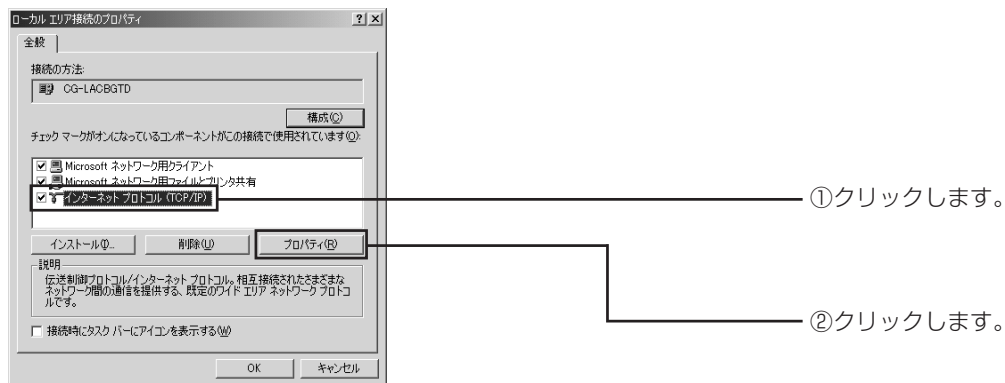 ローカル エリア接続のプロパティ
全般
接続の方法:
CG-LACBGTD
構成(C)
チェック マークがオンになっているコンポーネントがこの接続で使用されています(O):
Microsoft ネットワーク用クライアント
Microsoft ネットワーク用ファイルとプリンタ共有
インターネット プロトコル (TCP/IP)
①クリックします。
インストール(I)...
削除(U)
プロパティ(R)
説明
伝送制御プロトコル/インターネット プロトコル。相互接続されたさまざまな
ネットワーク間の通信を提供する、既定のワイド エリア ネットワーク プロトコ
ルです。
②クリックします。
接続時にタスク バーにアイコンを表示する(W)
OK
キャンセル